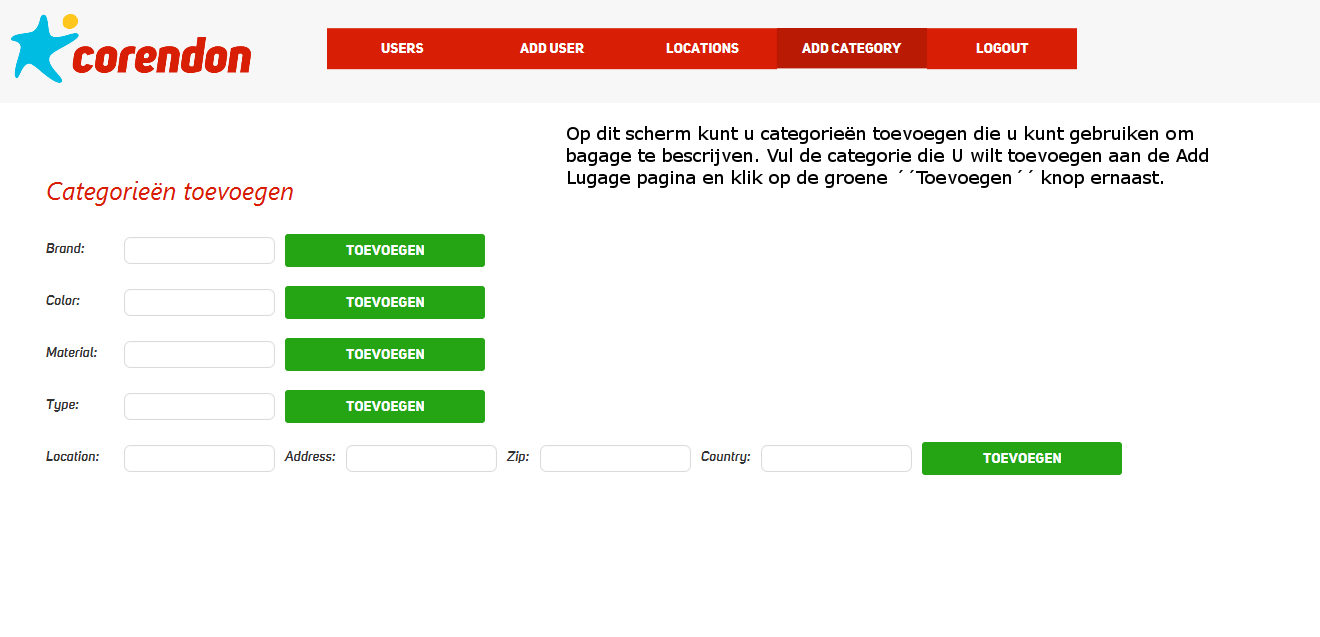 corendon
USERS ADD USER LOCATIONS ADD CATEGORY LOGOUT
Op dit scherm kunt u categorieën toevoegen die u kunt gebruiken om
bagage te bescrijven. Vul de categorie die U wilt toevoegen aan de Add
Lugage pagina en klik op de groene ´´Toevoegen´´ knop ernaast.
Categorieën toevoegen
Brand: TOEVOEGEN
Color: TOEVOEGEN
Material: TOEVOEGEN
Type: TOEVOEGEN
Location: Address: Zip: Country: TOEVOEGEN